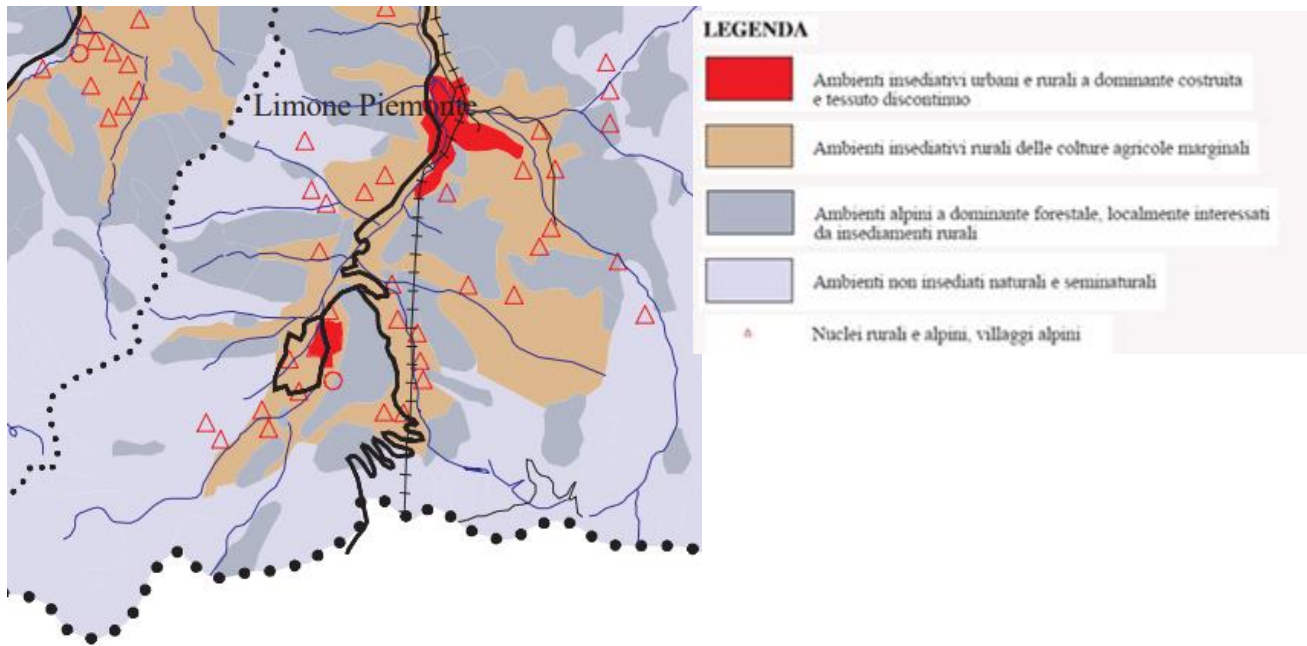 Limone Piemonte
LEGENDA
Ambienti insediativi urbani e rurali a dominante costruita
e tessuto discontinuo
Ambienti insediativi rurali delle colture agricole marginali
Ambienti alpini a dominante forestale, localmente interessati
da insediamenti rurali
Ambienti non insediati naturali e seminaturali
Nuclei rurali e alpini, villaggi alpini